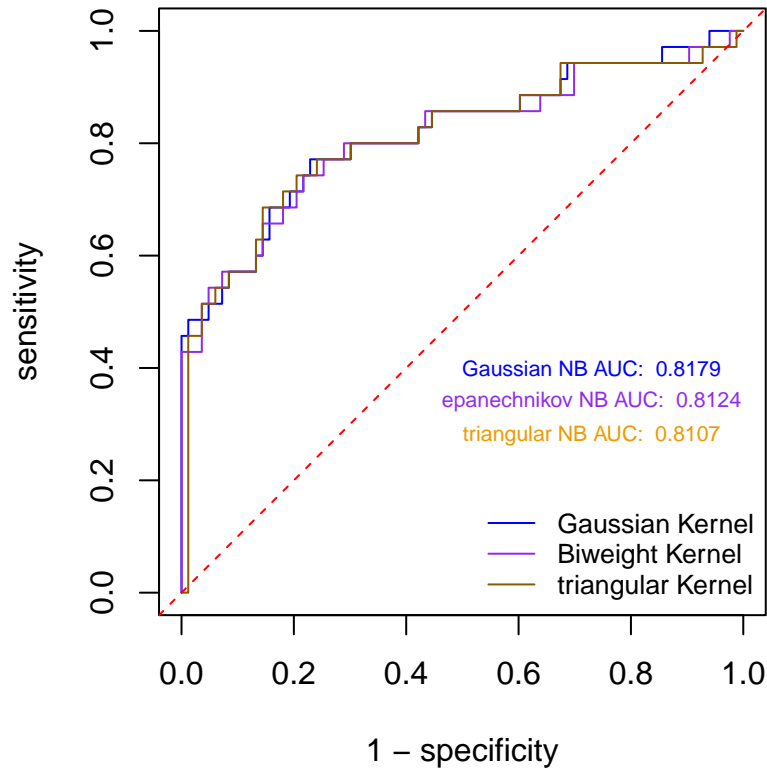 1.0
0.8
0.6
0.4
0.2
0.0
sensitivity
Gaussian NB AUC: 0.8179
epanechnikov NB AUC: 0.8124
triangular NB AUC: 0.8107
Gaussian Kernel
Biweight Kernel
triangular Kernel
0.0 0.2 0.4 0.6 0.8 1.0
1 − specificity